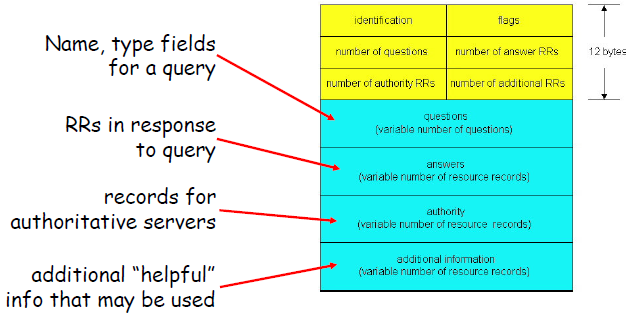 Name, type fields
for a query
RRs in response
to query
records for
authoritative servers
additional "helpful"
info that may be used
identification
flags
number of questions
number of answer RRs
number of authority RRs
number of additional RRs
12 bytes
questions
(variable number of questions)
answers
(variable number of resource records)
authority
(variable number of resource records)
additional information
(variable number of resource records)